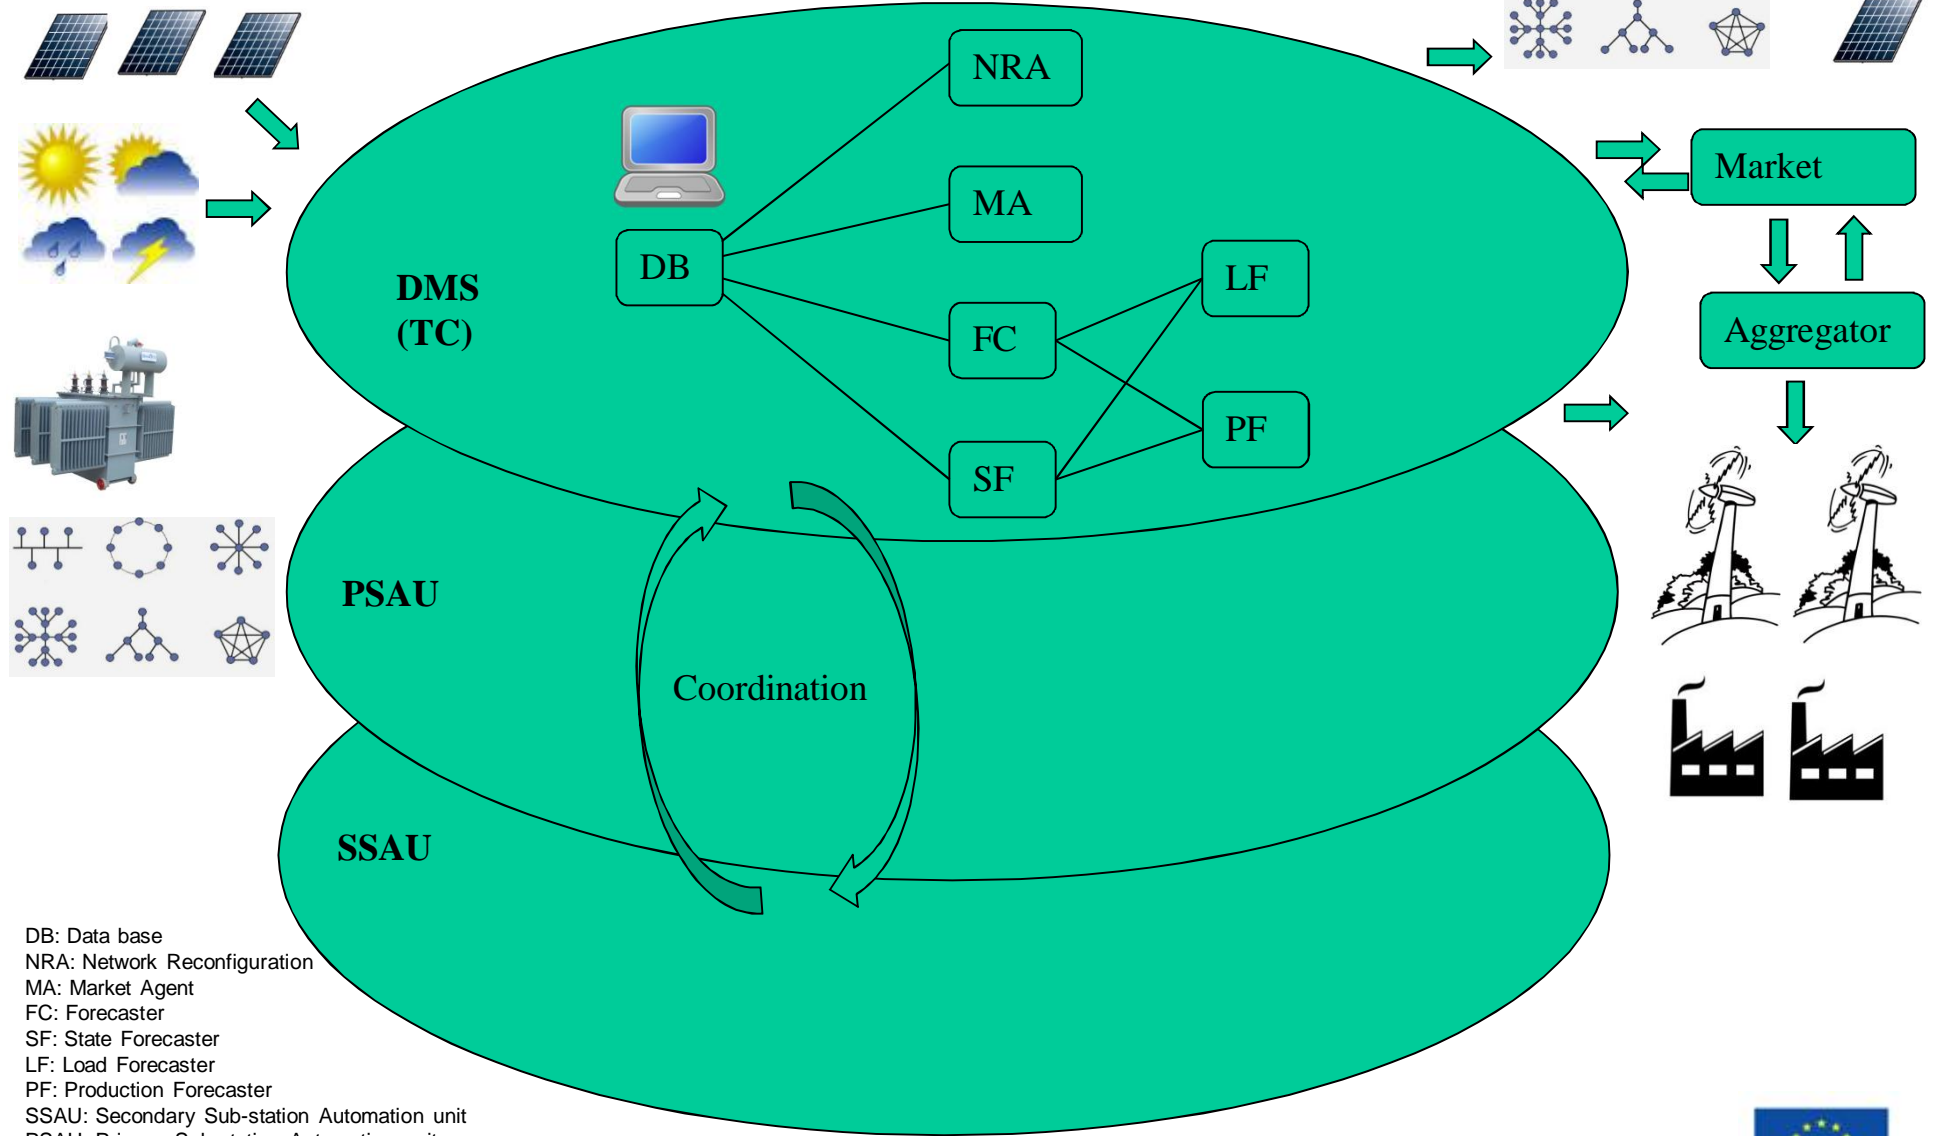 NRA
MA
DB
LF
DMS
(TC)
FC
PF
SF
Market
Aggregator
PSAU
Coordination
SSAU
DB: Data base
NRA: Network Reconfiguration
MA: Market Agent
FC: Forecaster
SF: State Forecaster
LF: Load Forecaster
PF: Production Forecaster
SSAU: Secondary Sub-station Automation unit